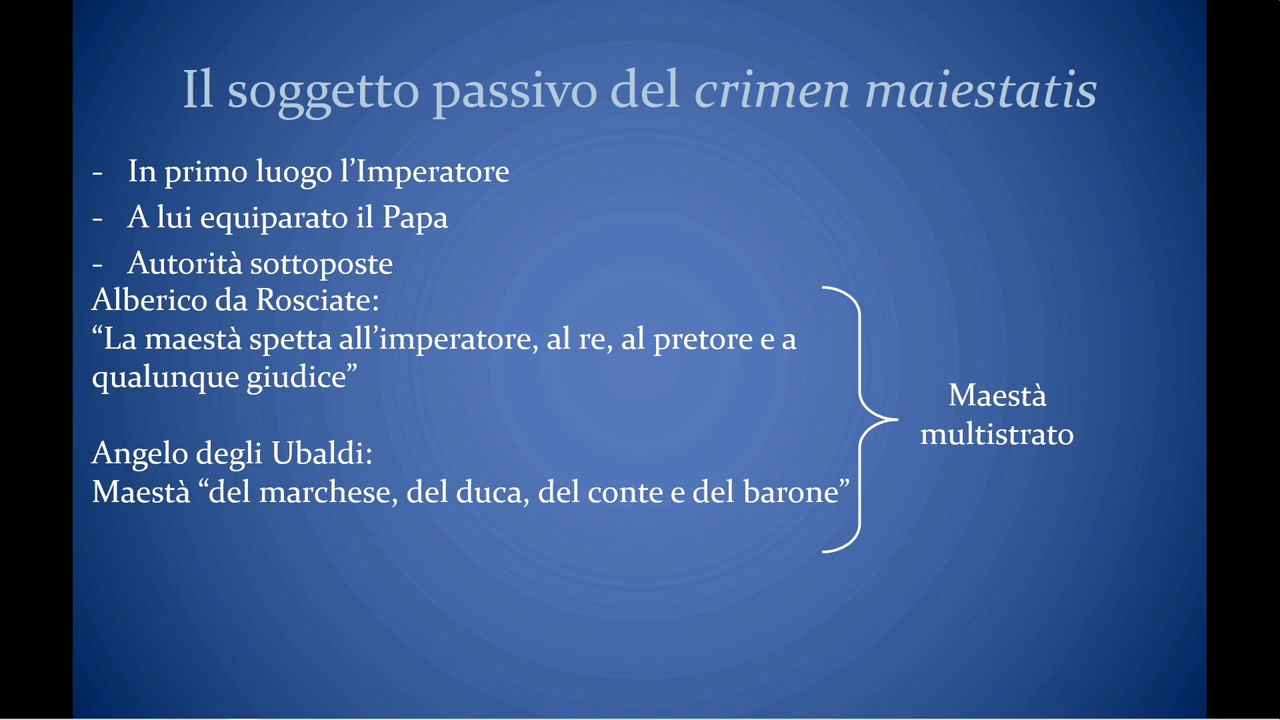 Il soggetto passivo del crimen maiestatis
- In primo luogo l’Imperatore
- A lui equiparato il Papa
- Autorità sottoposte
Alberico da Rosciate:
“La maestà spetta all’imperatore, al re, al pretore e a
qualunque giudice”
Angelo degli Ubaldi:
Maestà “del marchese, del duca, del conte e del barone”
Maestà
multistrato